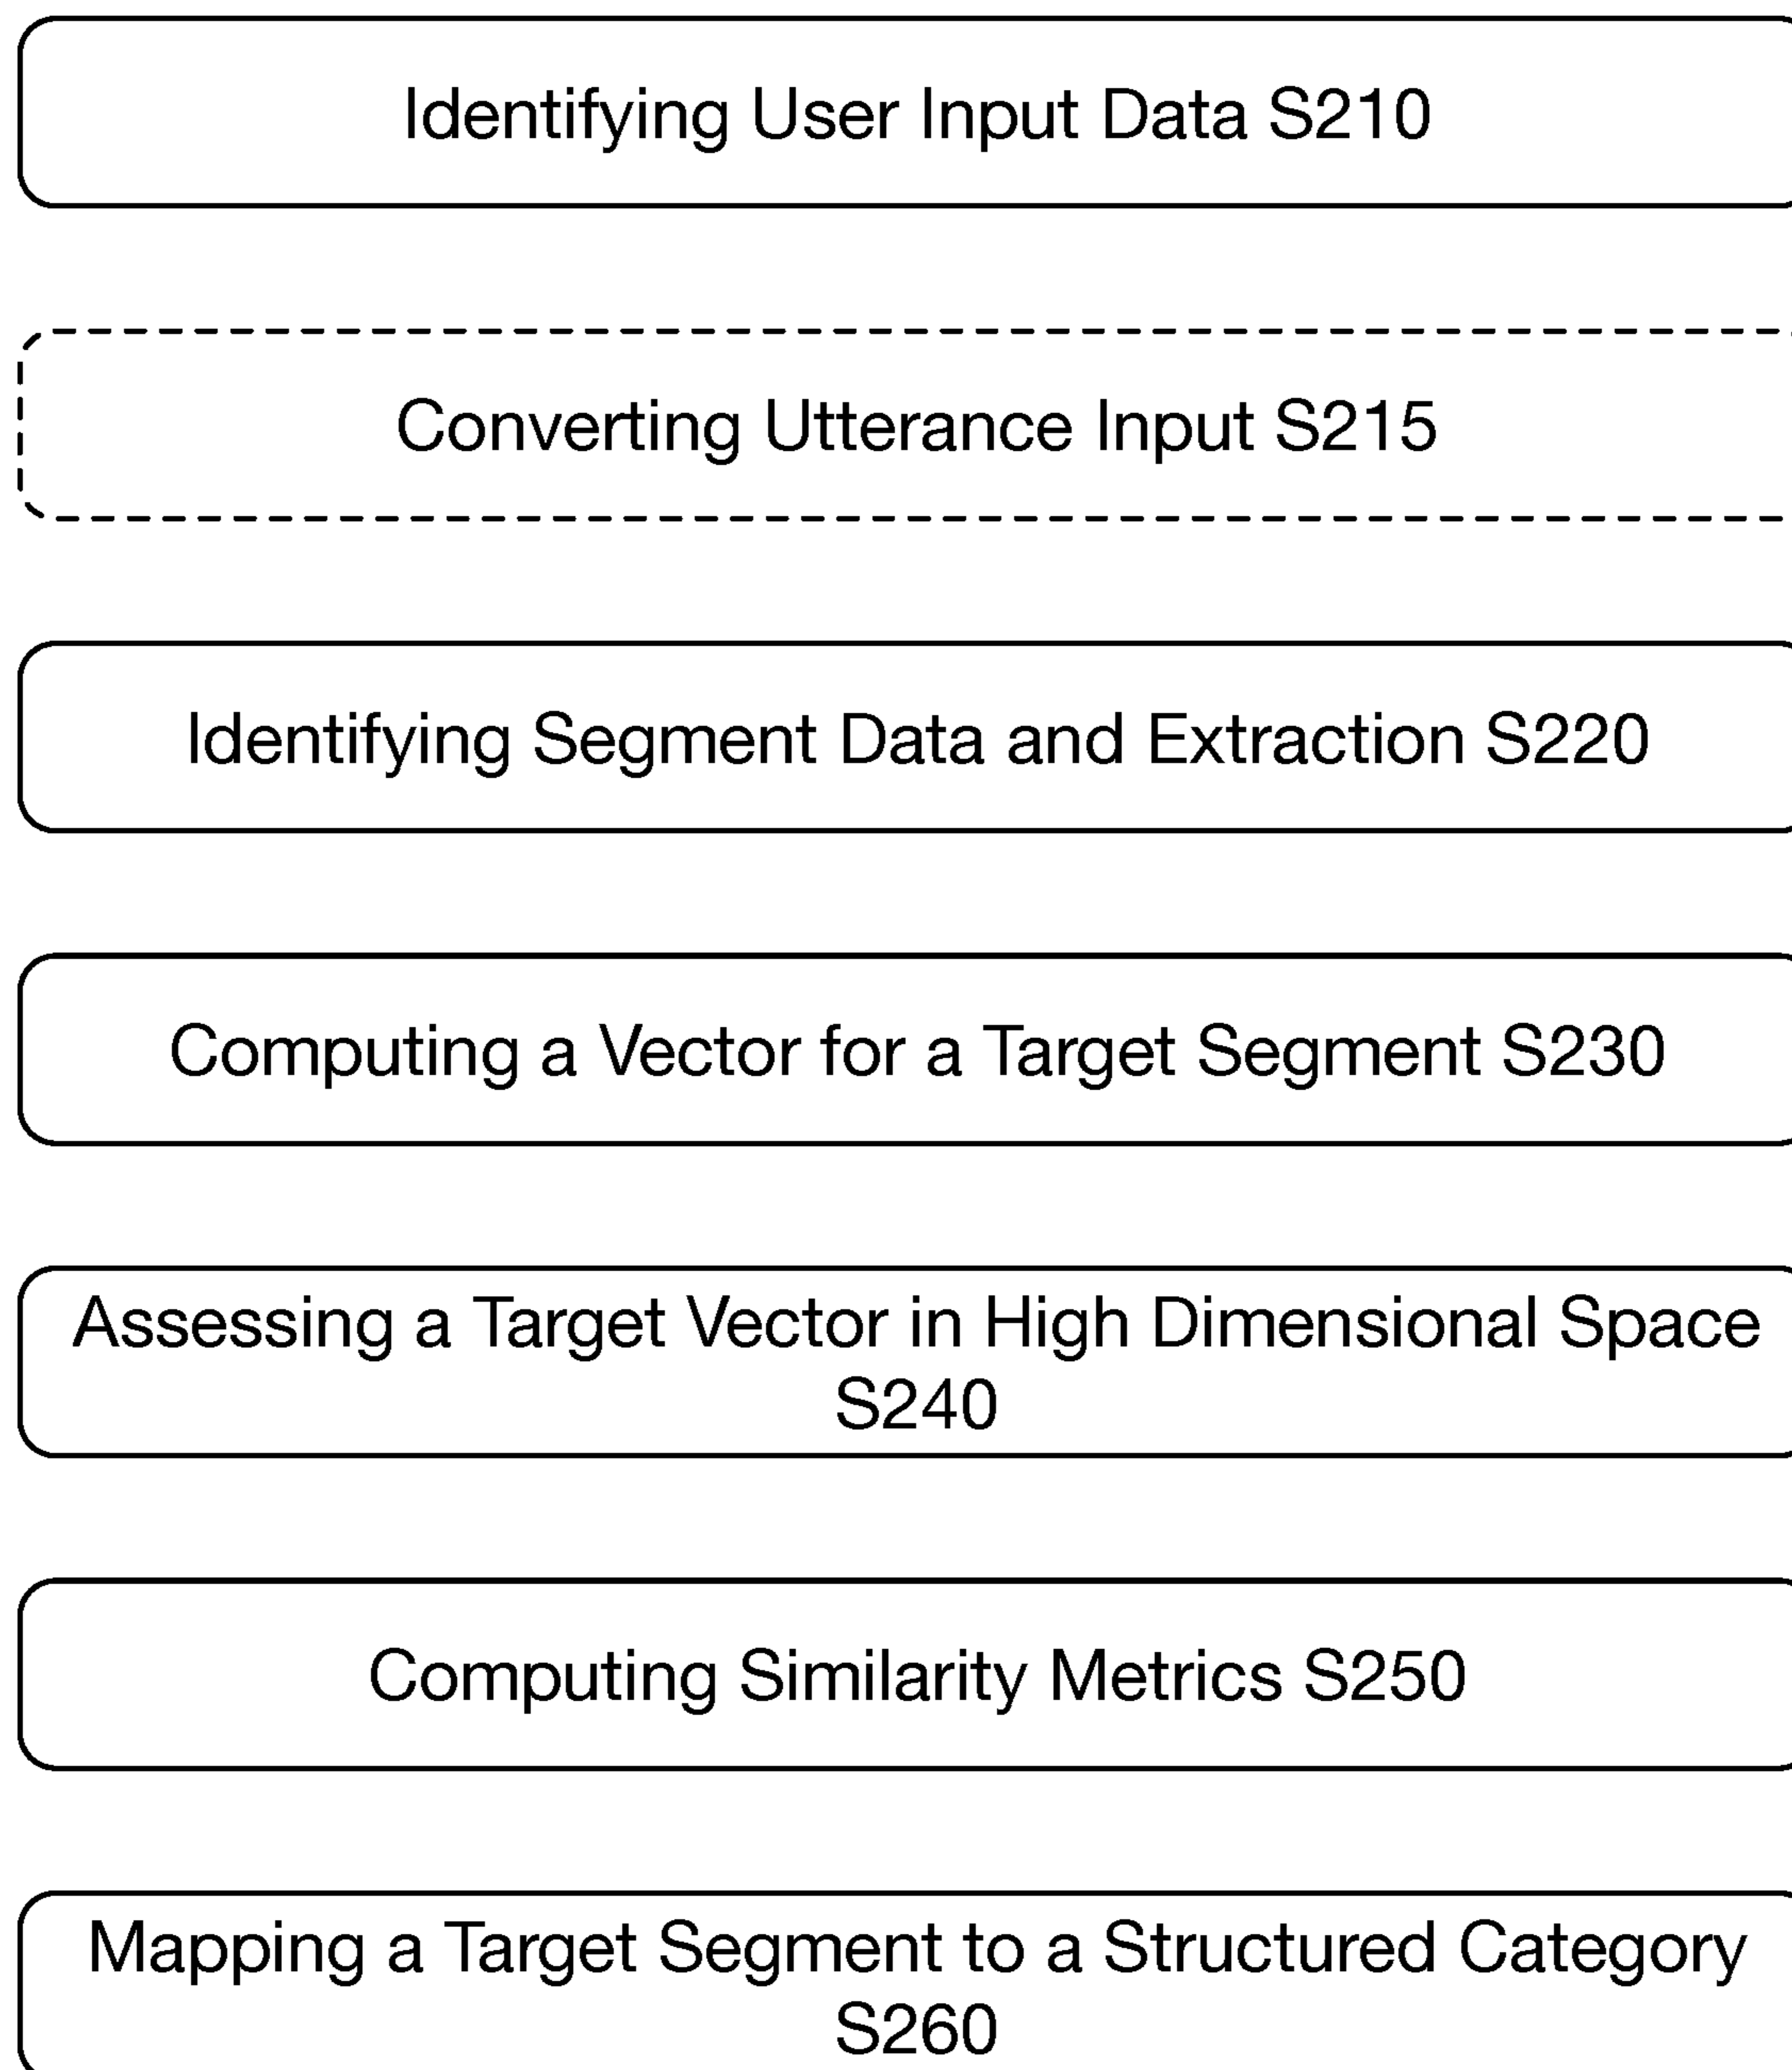 Identifying User Input Data S210
Converting Utterance Input S215
Identifying Segment Data and Extraction S220
Computing a Vector for a Target Segment S230
Assessing a Target Vector in High Dimensional Space
S240
Computing Similarity Metrics S250
Mapping a Target Segment to a Structured Category
S260